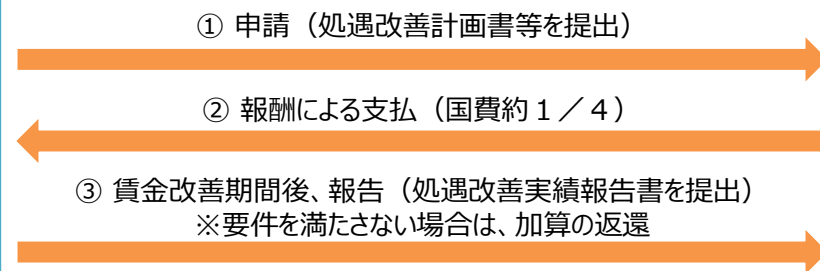 ① 申請（処遇改善計画書等を提出）
② 報酬による支払（国費約１／４）
③ 賃金改善期間後、報告（処遇改善実績報告書を提出）
※要件を満たさない場合は、加算の返還